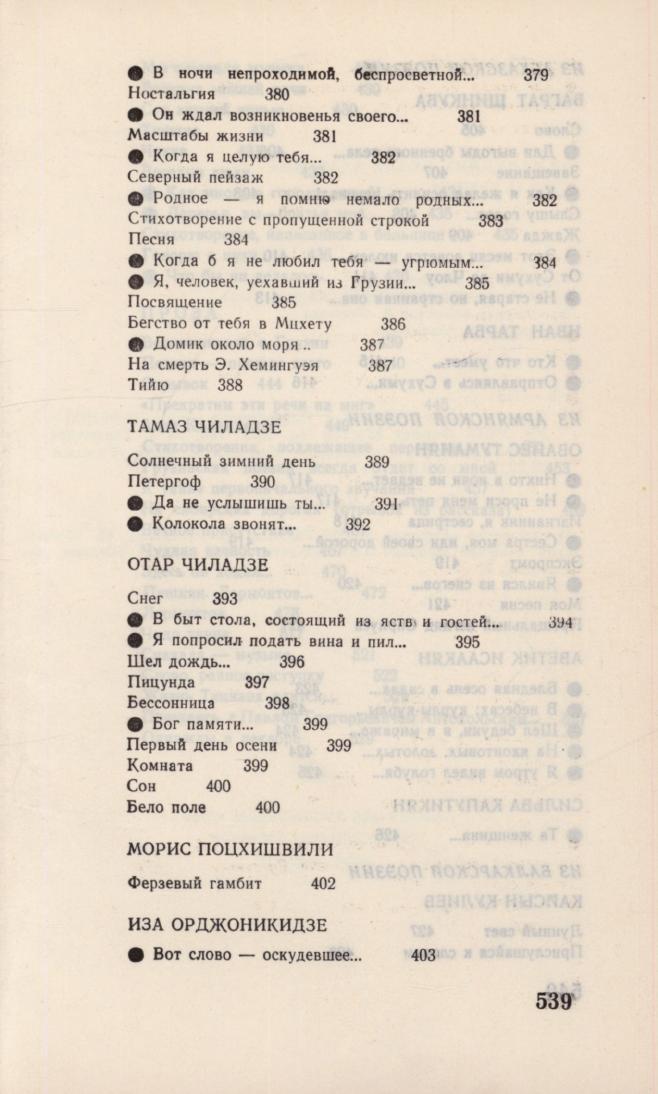 ● В ночи непроходимой, беспросветной... 379
Ностальгия 380
● Он ждал возникновенья своего... 381
Масштабы жизни 381
● Когда я целую тебя... 382
Северный пейзаж 382
● Родное — я помню немало родных... 382
Стихотворение с пропущенной строкой 383
Песня 384
● Когда б я не любил тебя — угрюмым... 384
● Я, человек, уехавший из Грузии... 385
Посвящение 385
Бегство от тебя в Мцхету 386
● Домик около моря .. 387
На смерть Э. Хемингуэя 387
Тийю 388
ТАМАЗ ЧИЛАДЗЕ
Солнечный зимний день 389
Петергоф 390
● Да не услышишь ты... 391
● Колокола звонят... 392
ОТАР ЧИЛАДЗЕ
Снег 393
● В быт стола, состоящий из яств и гостей... 394
● Я попросил подать вина и пил... 395
Шел дождь... 396
Пицунда 397
Бессонница 398
● Бог памяти... 399
Первый день осени 399
Комната 399
Сон 400
Бело поле 400
МОРИС ПОЦХИШВИЛИ
Ферзевый гамбит 402
ИЗА ОРДЖОНИКИДЗЕ
● Вот слово — оскудевшее... 403
539